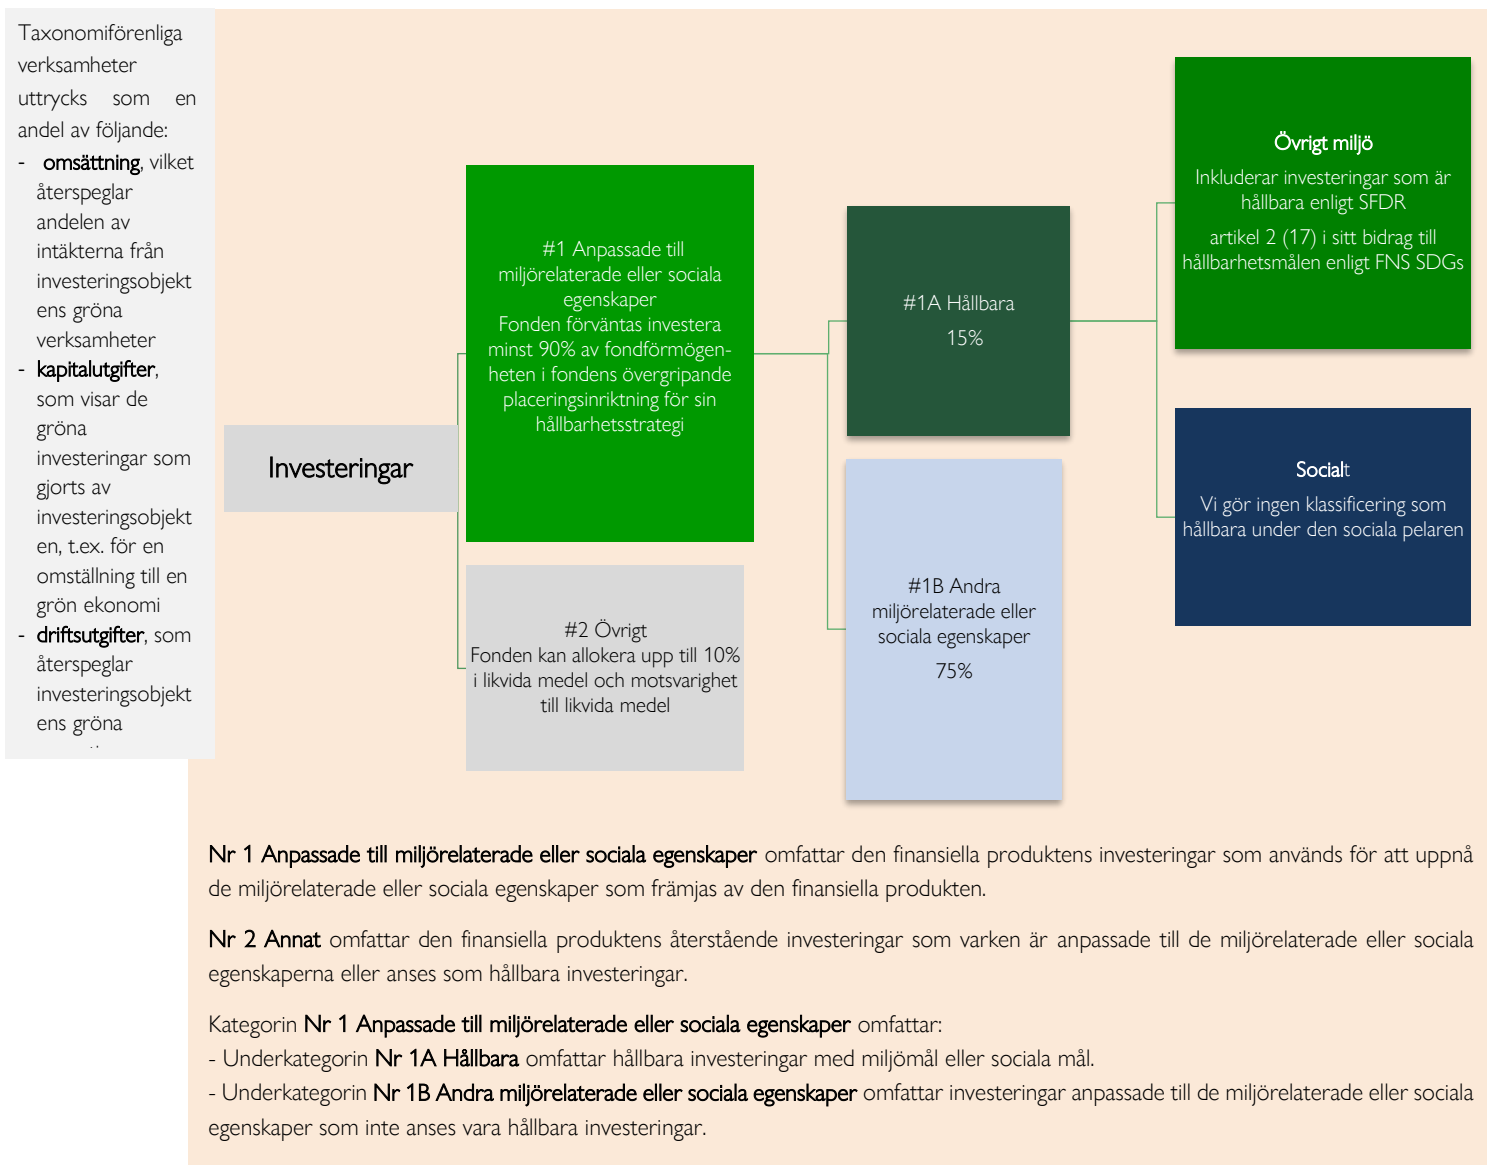 Taxonomiförenliga
verksamheter
uttrycks som en
andel av följande:
- omsättning, vilket
återspeglar
andelen av
intäkterna från
investeringsobjekt
ens gröna
verksamheter
- kapitalutgifter,
som visar de
gröna
investeringar som
gjorts av
investeringsobjekt
en, t.ex. för en
omställning till en
grön ekonomi
- driftsutgifter, som
återspeglar
investeringsobjekt
ens gröna
Investeringar
#1 Anpassade till
miljörelaterade eller sociala
egenskaper
Fonden förväntas investera
minst 90% av fondförmögen-
heten i fondens övergripande
placeringsinriktning för sin
hållbarhetsstrategi
#2 Övrigt
Fonden kan allokera upp till 10%
i likvida medel och motsvarighet
till likvida medel
#1A Hållbara
15%
#1B Andra
miljörelaterade eller
sociala egenskaper
75%
Övrigt miljö
Inkluderar investeringar som är
hållbara enligt SFDR
artikel 2 (17) i sitt bidrag till
hållbarhetsmålen enligt FNS SDGs
Socialt
Vi gör ingen klassificering som
hållbara under den sociala pelaren
Nr 1 Anpassade till miljörelaterade eller sociala egenskaper omfattar den finansiella produktens investeringar som används för att uppnå
de miljörelaterade eller sociala egenskaper som främjas av den finansiella produkten.
Nr 2 Annat omfattar den finansiella produktens återstående investeringar som varken är anpassade till de miljörelaterade eller sociala
egenskaperna eller anses som hållbara investeringar.
Kategorin Nr 1 Anpassade till miljörelaterade eller sociala egenskaper omfattar:
- Underkategorin Nr 1A Hållbara omfattar hållbara investeringar med miljömål eller sociala mål.
- Underkategorin Nr 1B Andra miljörelaterade eller sociala egenskaper omfattar investeringar anpassade till de miljörelaterade eller sociala
egenskaper som inte anses vara hållbara investeringar.